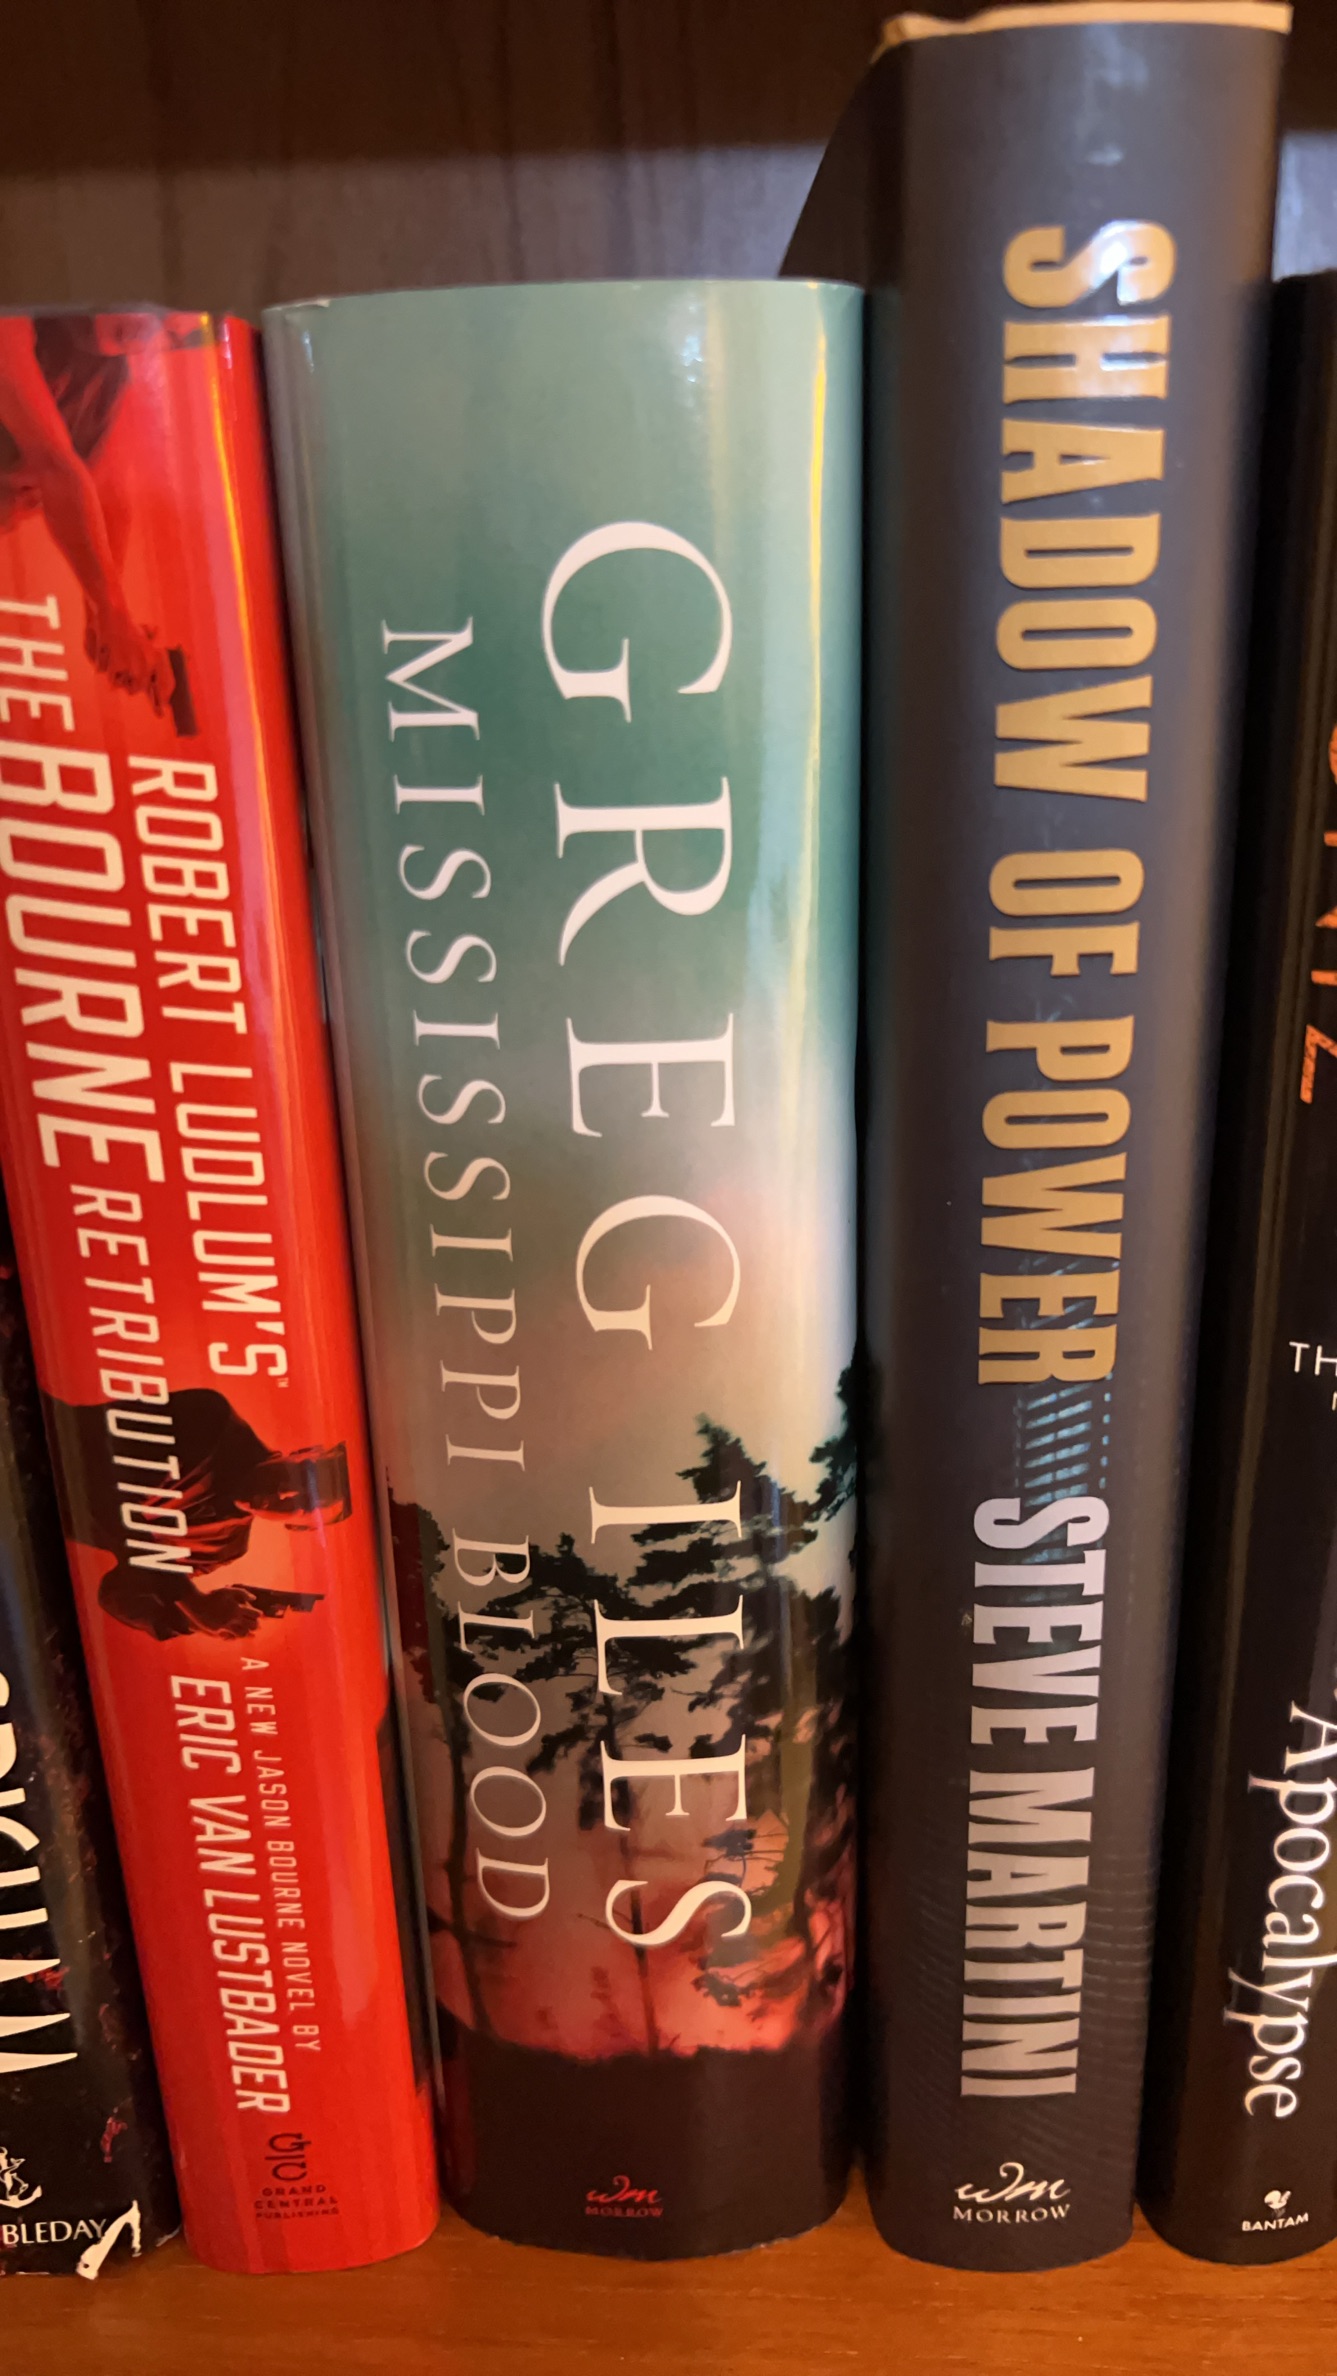 BLEDAY
ROBERT LUDLUM'S™
THE BOURNE RETRIBUTION
A NEW JASON BOURNE NOVEL BY
ERIC VAN LUSTBADER
GRAND
CENTRAL
PUBLISHING
GREG ILES
MISSISSIPPI BLOOD
wm
MORROW
SHADOW OF POWER STEVE MARTINI
wm
MORROW
TH
Apocalypse
BANTAM